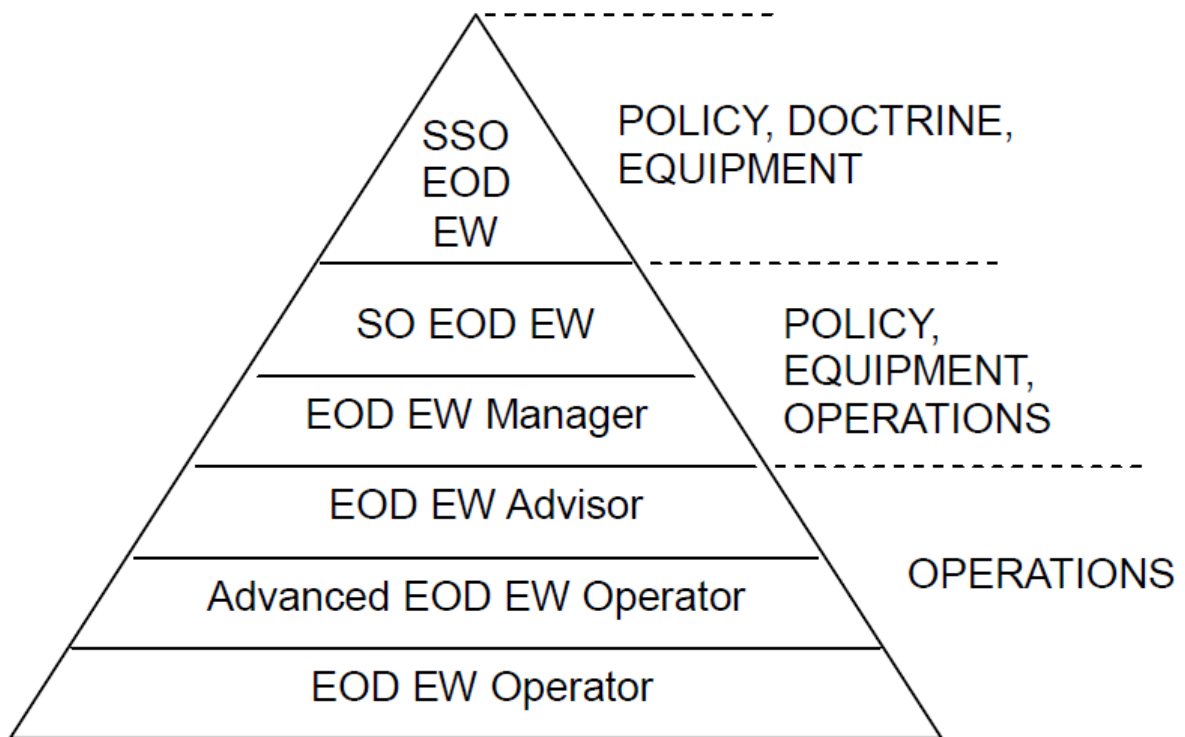 SSO
EOD
EW
POLICY, DOCTRINE,
EQUIPMENT
SO EOD EW
POLICY,
EQUIPMENT,
OPERATIONS
EOD EW Manager
EOD EW Advisor
Advanced EOD EW Operator
OPERATIONS
EOD EW Operator